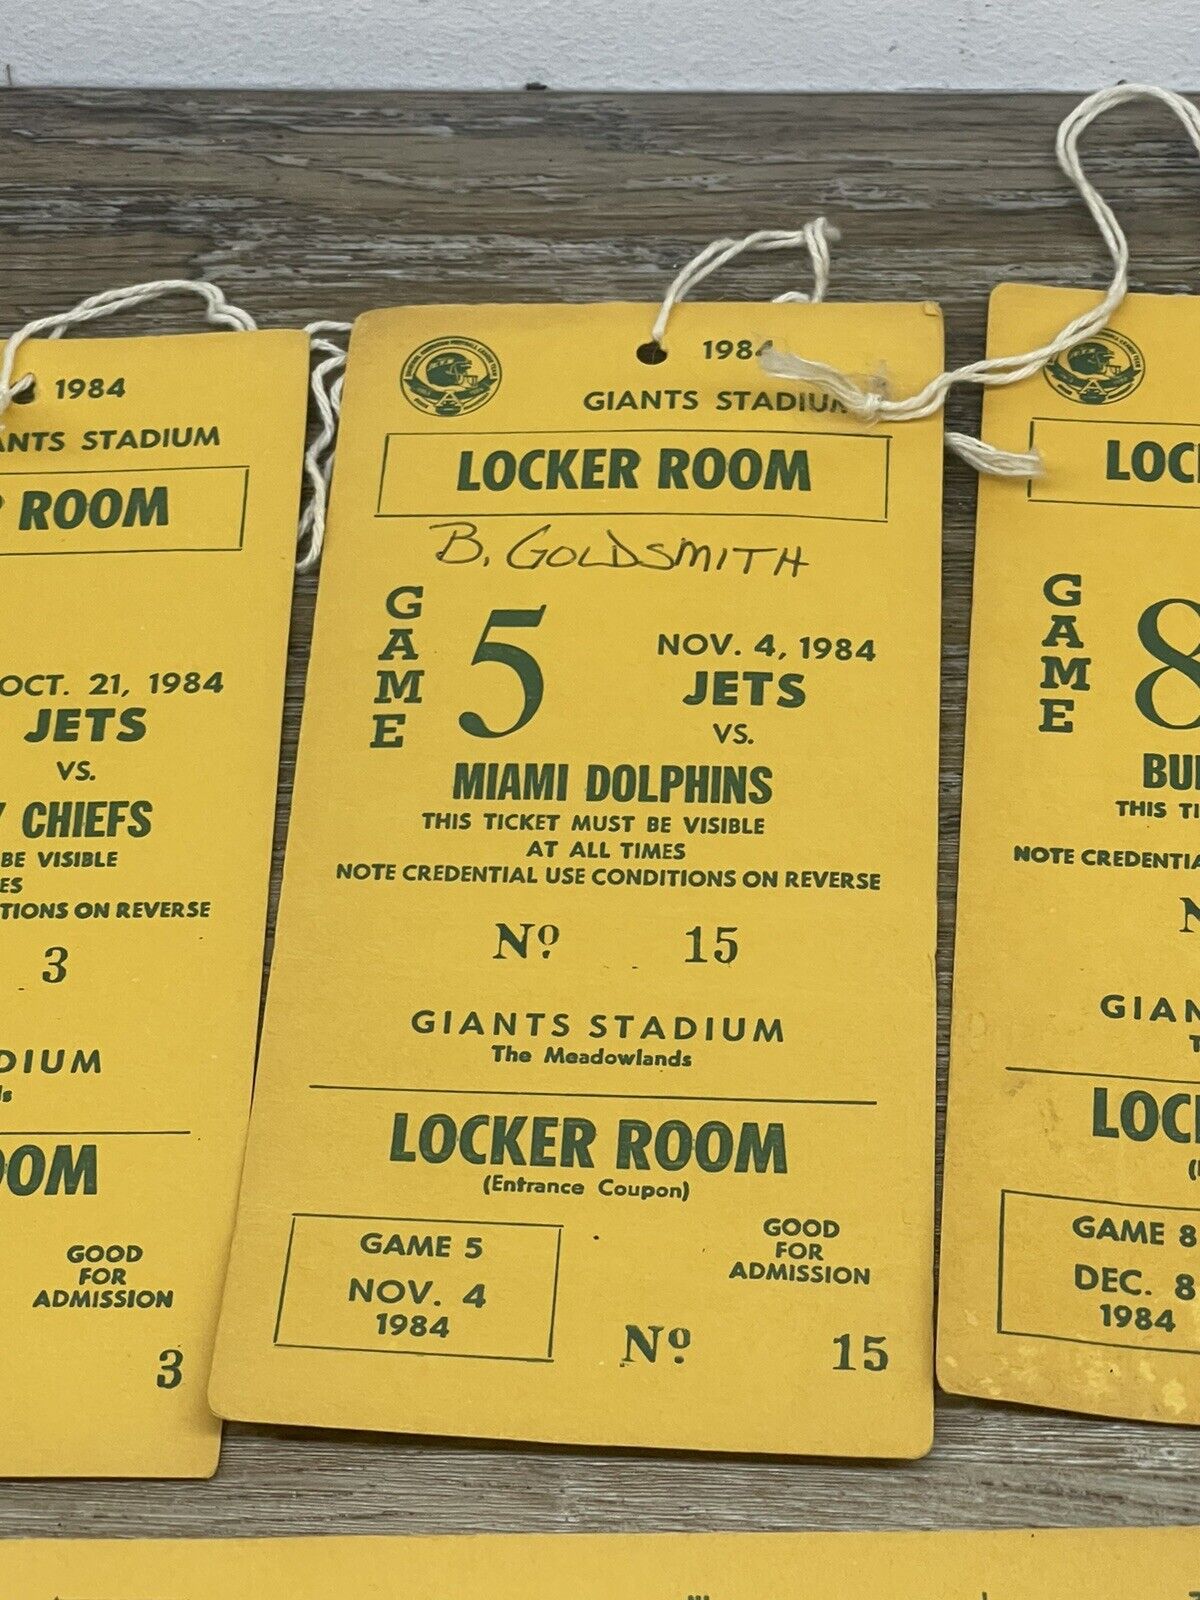 1984
ANTS STADIUM
ROOM
OCT. 21, 1984
JETS
VS.
CHIEFS
BE VISIBLE
ES
TIONS ON REVERSE
3
DIUM
OOM
GOOD
FOR
ADMISSION
3
1984
GIANTS STADIUM
LOCKER ROOM
B. GOLDSMITH
GAME 5
NOV. 4, 1984
JETS
VS.
MIAMI DOLPHINS
THIS TICKET MUST BE VISIBLE
AT ALL TIMES
NOTE CREDENTIAL USE CONDITIONS ON REVERSE
Nº 15
GIANTS STADIUM
The Meadowlands
LOCKER ROOM
(Entrance Coupon)
GAME 5
NOV. 4
1984
GOOD
FOR
ADMISSION
Nº 15
LOC
GAME 8
BU
THIS TI
NOTE CREDENTIA
N
GIAN
T
LOC
GAME 8
DEC. 8
1984